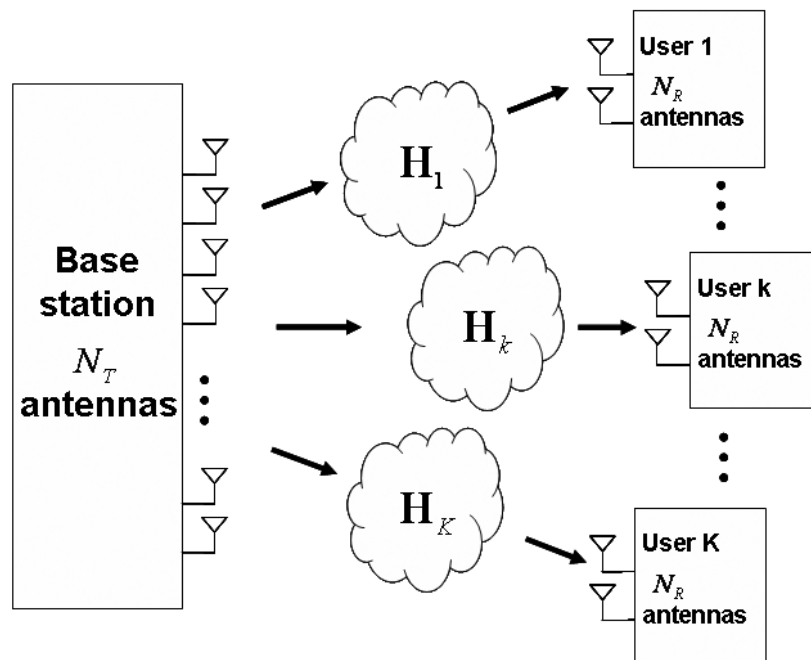 Base
station
N_T
antennas
H_1
H_k
H_K
User 1
N_R
antennas
User k
N_R
antennas
User K
N_R
antennas